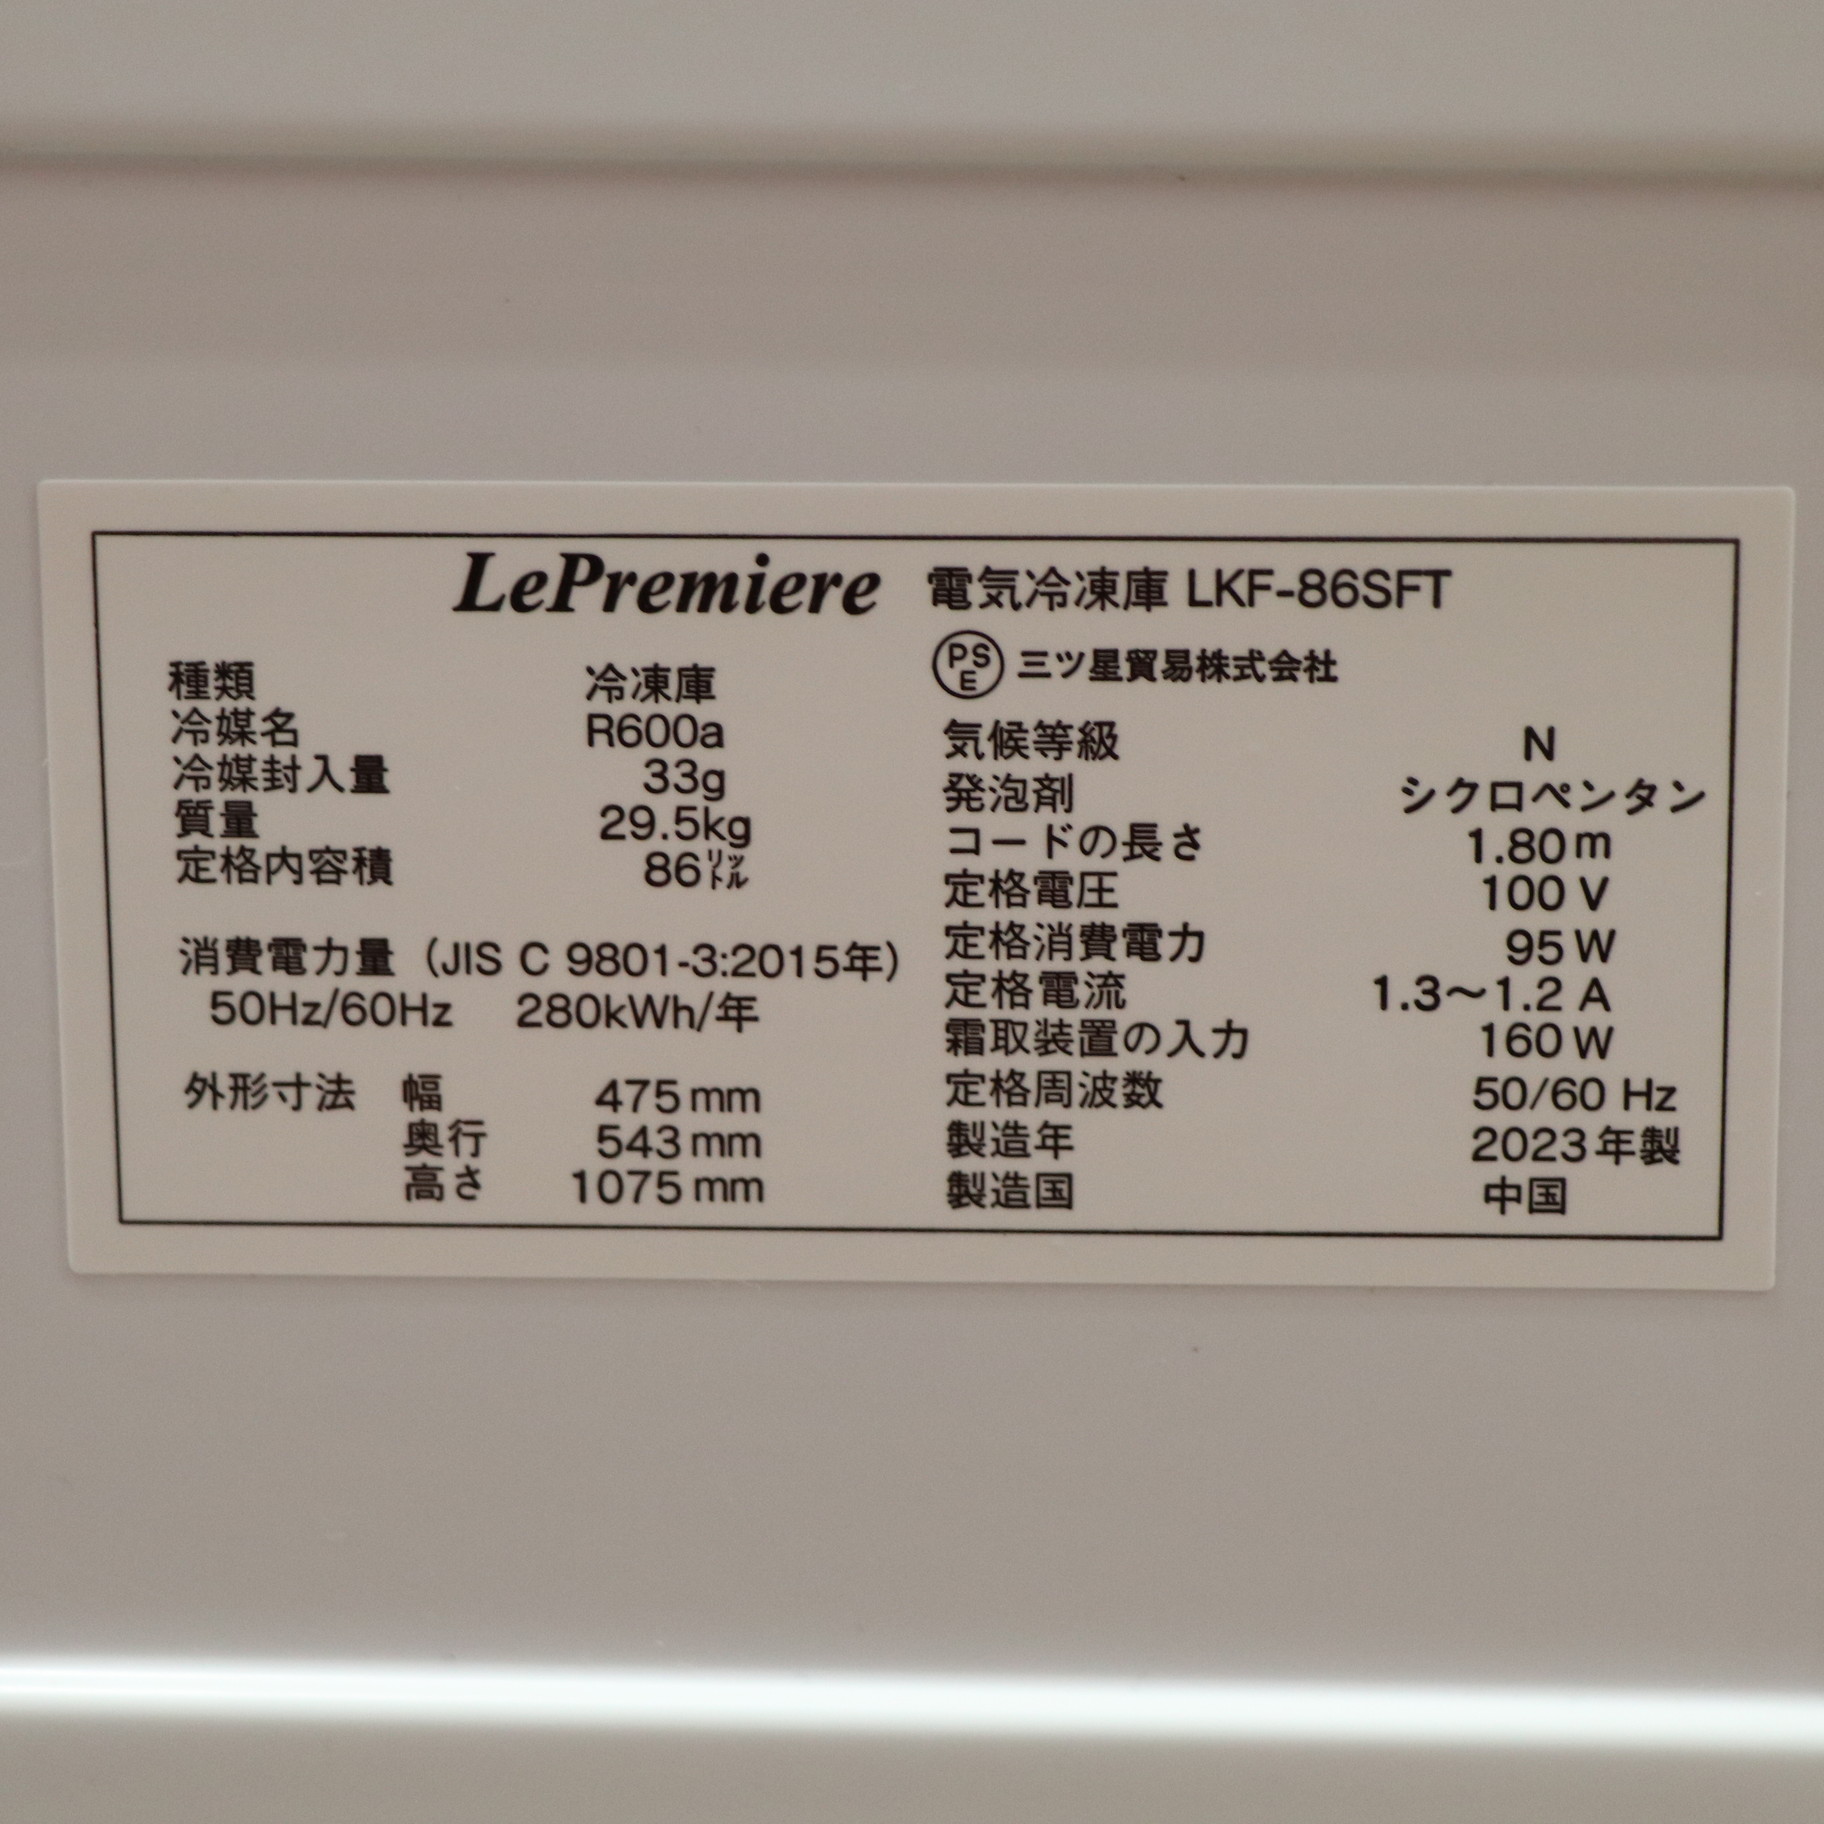 LePremiere 電気冷凍庫 LKF-86SFT
PSE 三ツ星貿易株式会社
種類 冷凍庫
冷媒名 R600a
冷媒封入量 33g
質量 29.5kg
定格内容積 86リットル
消費電力量（JIS C 9801-3:2015年）
50Hz/60Hz 280kWh/年
外形寸法 幅 475mm
奥行 543mm
高さ 1075mm
気候等級 N
発泡剤 シクロペンタン
コードの長さ 1.80m
定格電圧 100V
定格消費電力 95W
定格電流 1.3～1.2 A
霜取装置の入力 160W
定格周波数 50/60 Hz
製造年 2023年製
製造国 中国